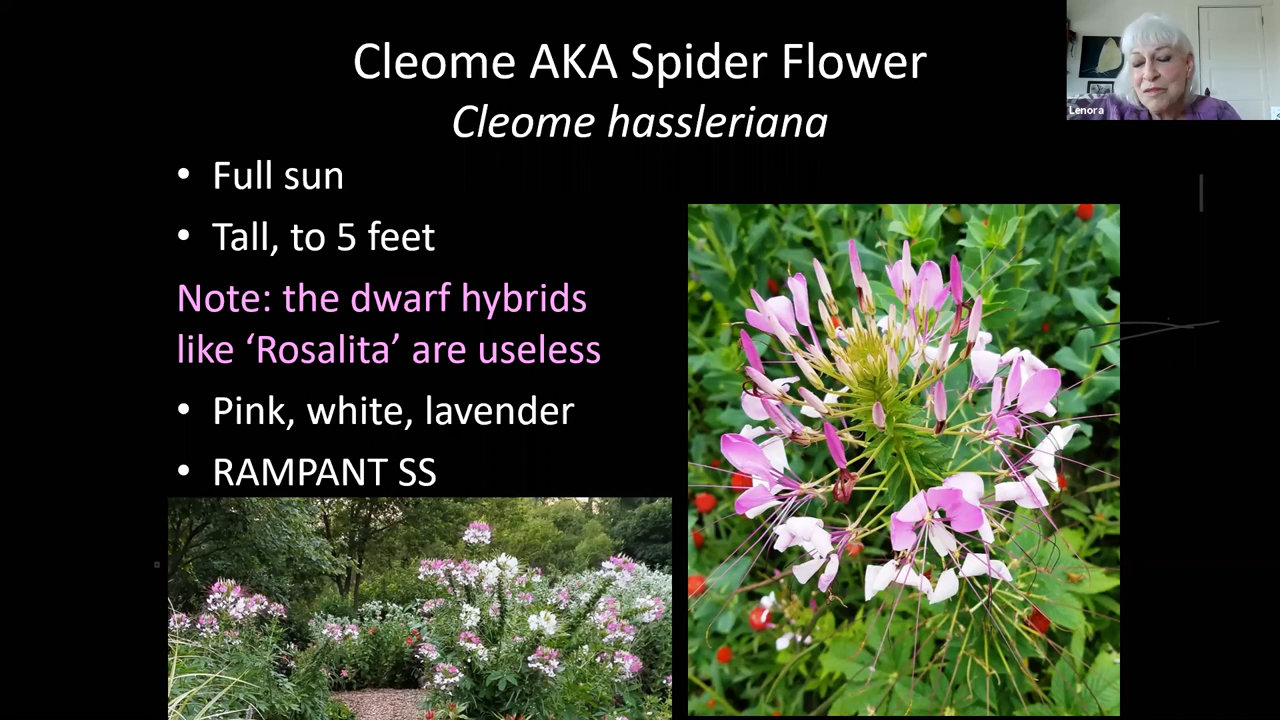 Cleome AKA Spider Flower
Cleome hassleriana
Lenora
• Full sun
• Tall, to 5 feet
Note: the dwarf hybrids
like ‘Rosalita’ are useless
• Pink, white, lavender
• RAMPANT SS